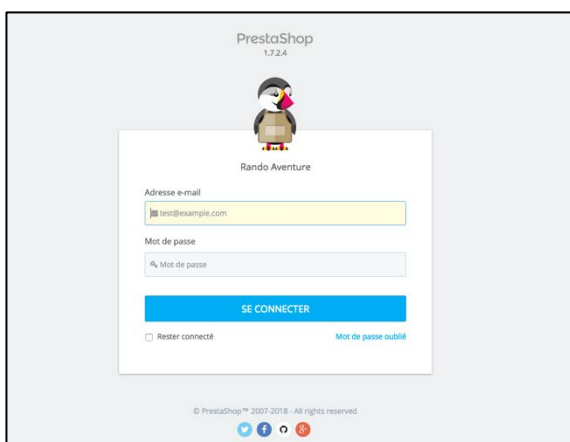 PrestaShop
1.7.2.4
Rando Aventure
Adresse e-mail
test@example.com
Mot de passe
Mot de passe
SE CONNECTER
Rester connecté
Mot de passe oublié
© PrestaShop™ 2007-2018 - All rights reserved